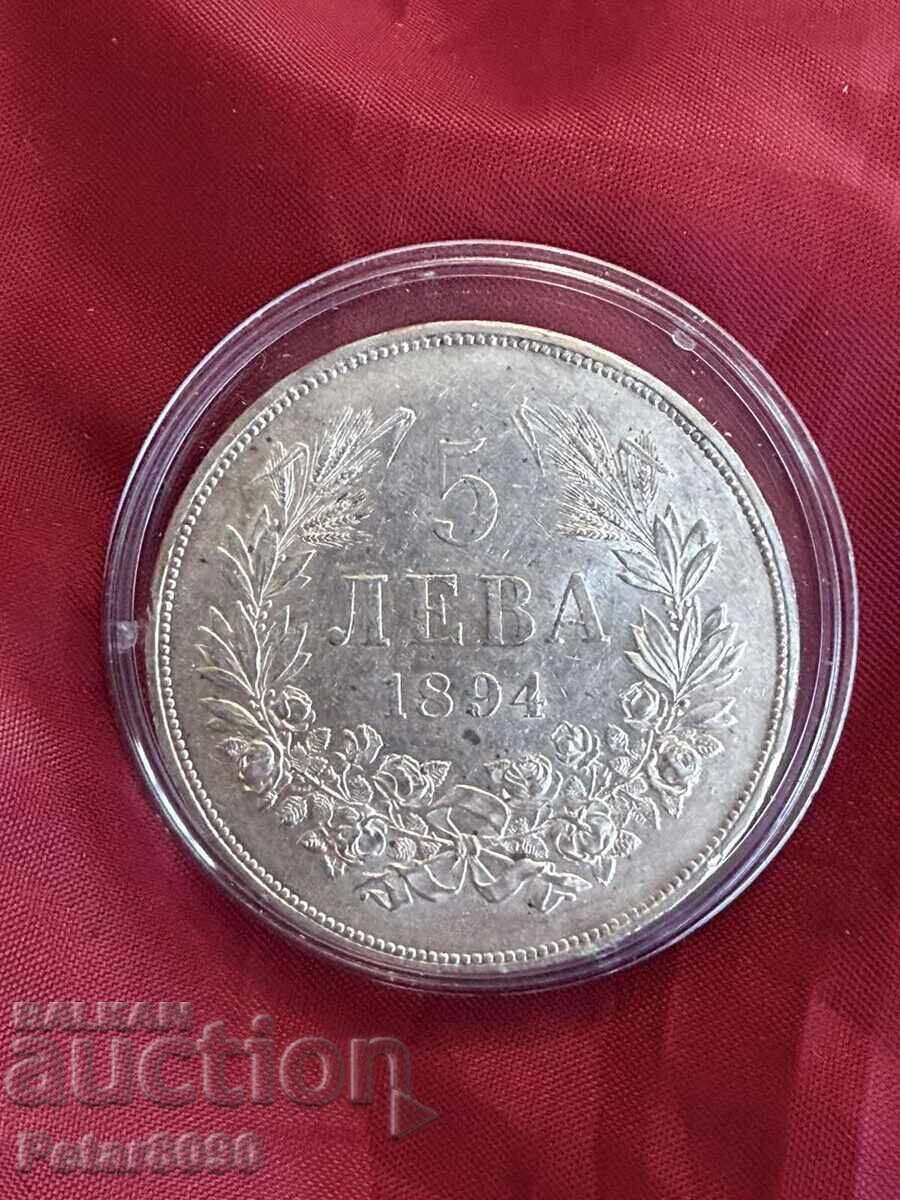 5
ЛЕВА
1894
BALKAN
auction
Petar8090